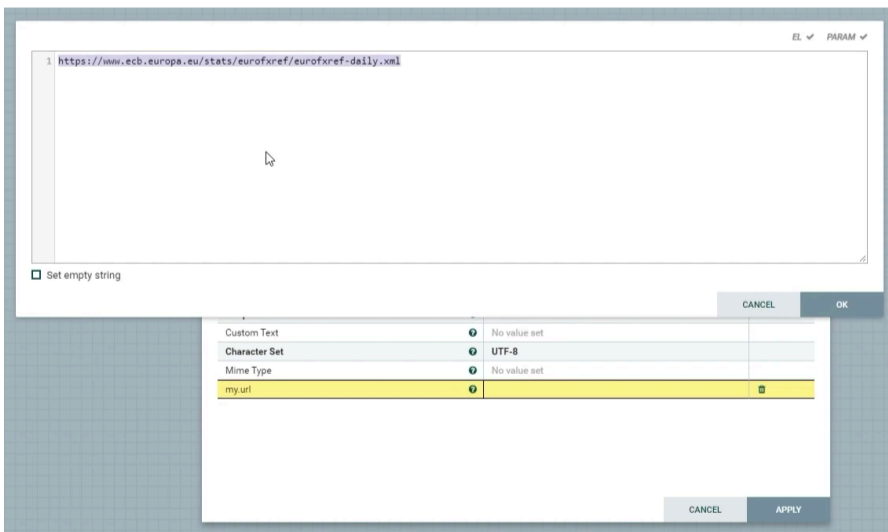 EL ✔ PARAM ✔
1 https://www.ecb.europa.eu/stats/eurofxref/eurofxref-daily.xml
Set empty string
CANCEL OK
Custom Text No value set
Character Set UTF-8
Mime Type No value set
my.url
CANCEL APPLY